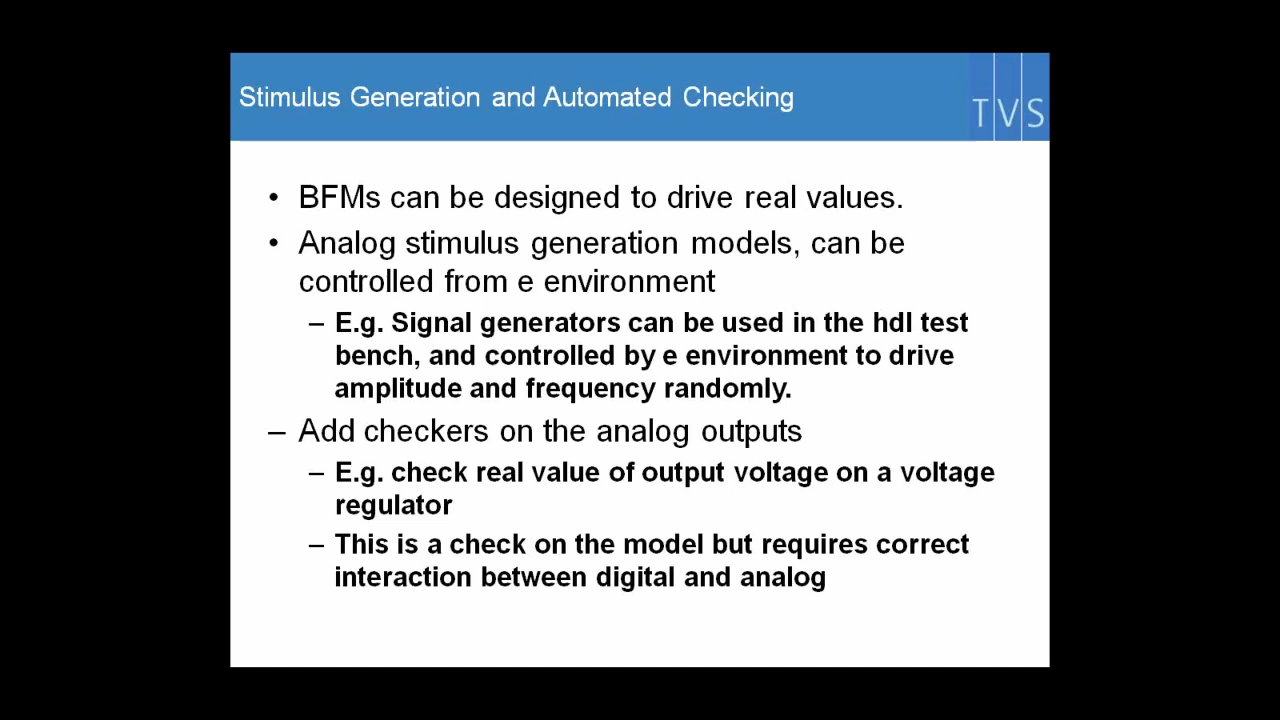 Stimulus Generation and Automated Checking
TVS
• BFMs can be designed to drive real values.
• Analog stimulus generation models, can be
controlled from e environment
– E.g. Signal generators can be used in the hdl test
bench, and controlled by e environment to drive
amplitude and frequency randomly.
– Add checkers on the analog outputs
– E.g. check real value of output voltage on a voltage
regulator
– This is a check on the model but requires correct
interaction between digital and analog